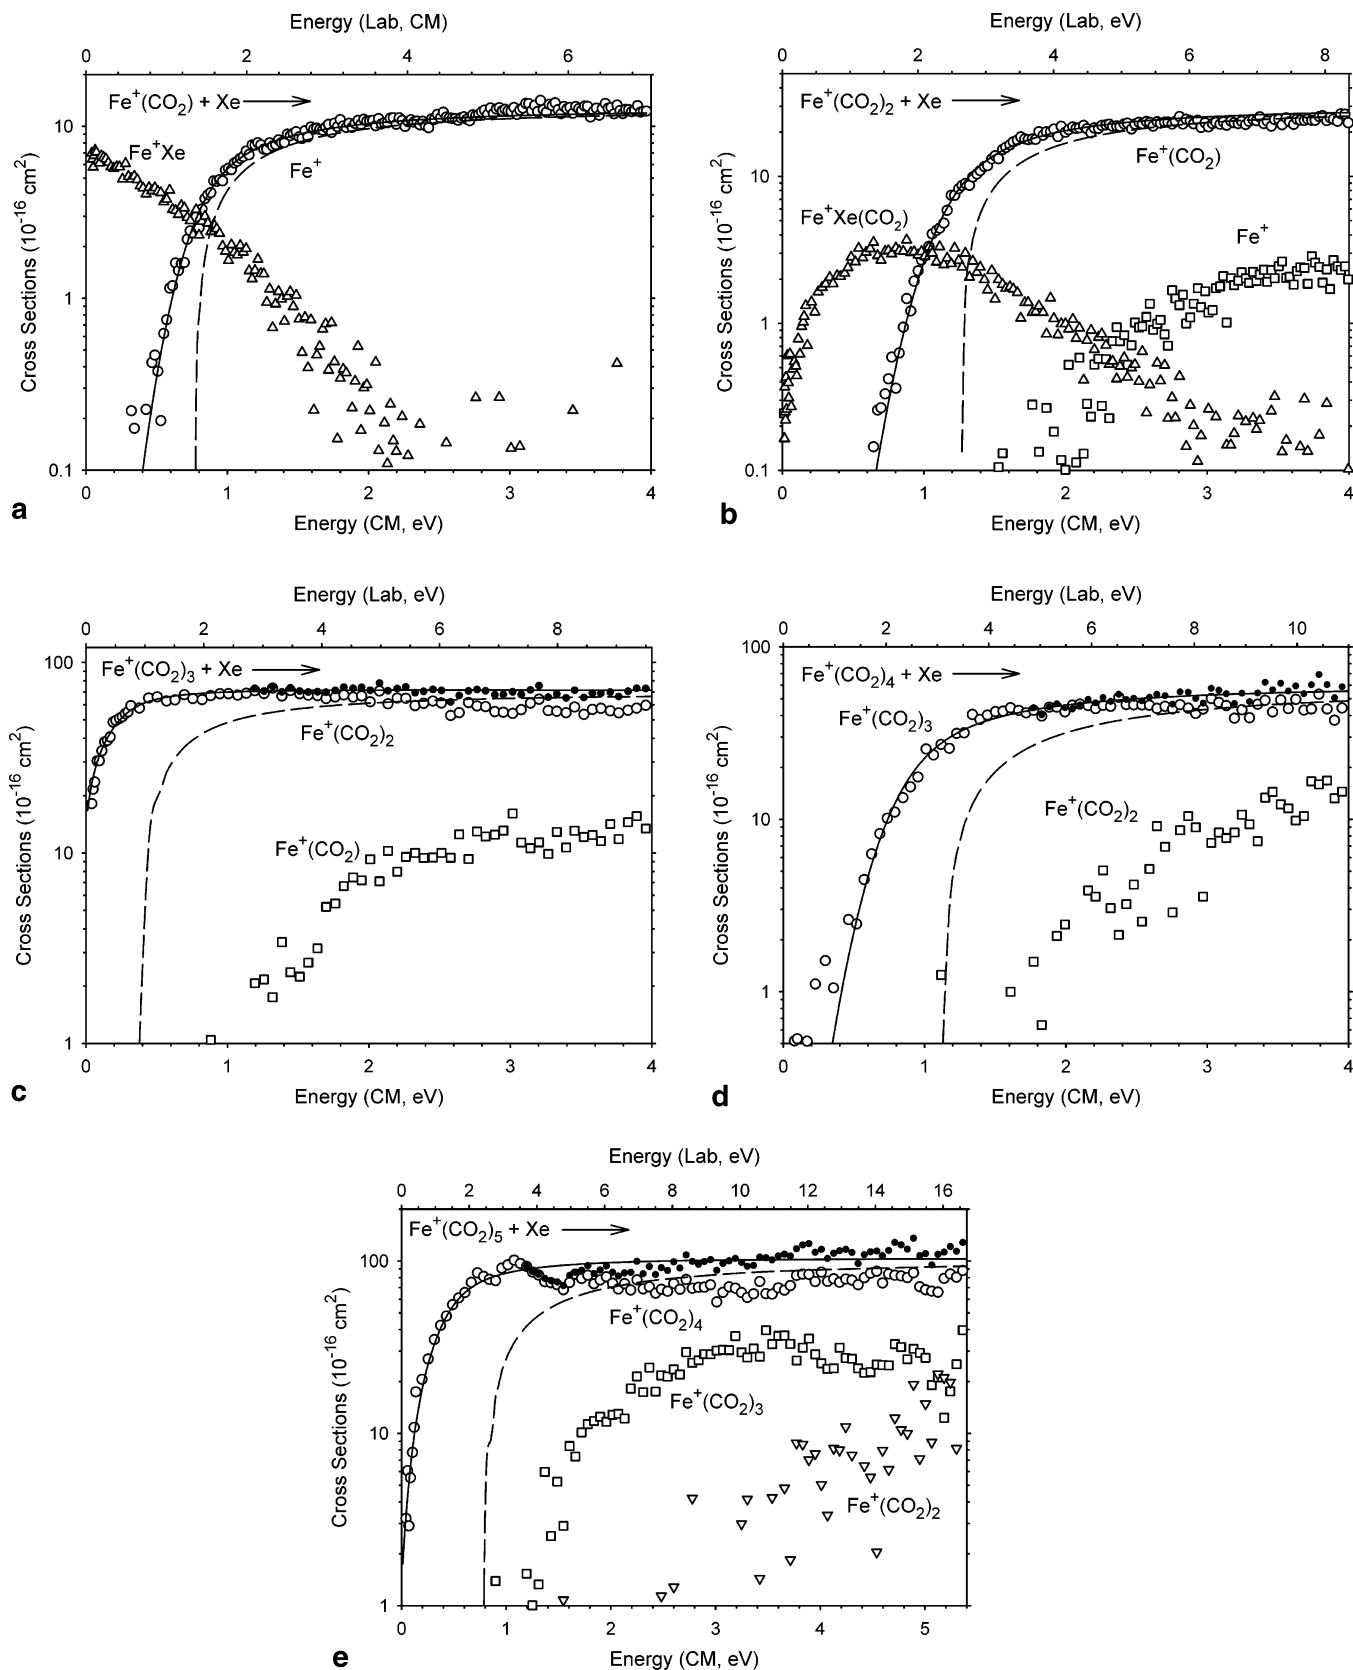 Energy (Lab, CM)
0 2 4 6
Fe⁺(CO₂) + Xe
Fe⁺Xe
Fe⁺
10
1
0.1
Cross Sections (10⁻¹⁶ cm²)
0 1 2 3 4
Energy (CM, eV)
a
Energy (Lab, eV)
0 2 4 6 8
Fe⁺(CO₂)₂ + Xe
Fe⁺(CO₂)
Fe⁺Xe(CO₂)
Fe⁺
10
1
0.1
Cross Sections (10⁻¹⁶ cm²)
0 1 2 3 4
Energy (CM, eV)
b
Energy (Lab, eV)
0 2 4 6 8
Fe⁺(CO₂)₃ + Xe
Fe⁺(CO₂)₂
Fe⁺(CO₂)
100
10
1
Cross Sections (10⁻¹⁶ cm²)
0 1 2 3 4
Energy (CM, eV)
c
Energy (Lab, eV)
0 2 4 6 8 10
Fe⁺(CO₂)₄ + Xe
Fe⁺(CO₂)₃
Fe⁺(CO₂)₂
100
10
1
Cross Sections (10⁻¹⁶ cm²)
0 1 2 3 4
Energy (CM, eV)
d
Energy (Lab, eV)
0 2 4 6 8 10 12 14 16
Fe⁺(CO₂)₅ + Xe
Fe⁺(CO₂)₄
Fe⁺(CO₂)₃
Fe⁺(CO₂)₂
100
10
1
Cross Sections (10⁻¹⁶ cm²)
0 1 2 3 4 5
Energy (CM, eV)
e